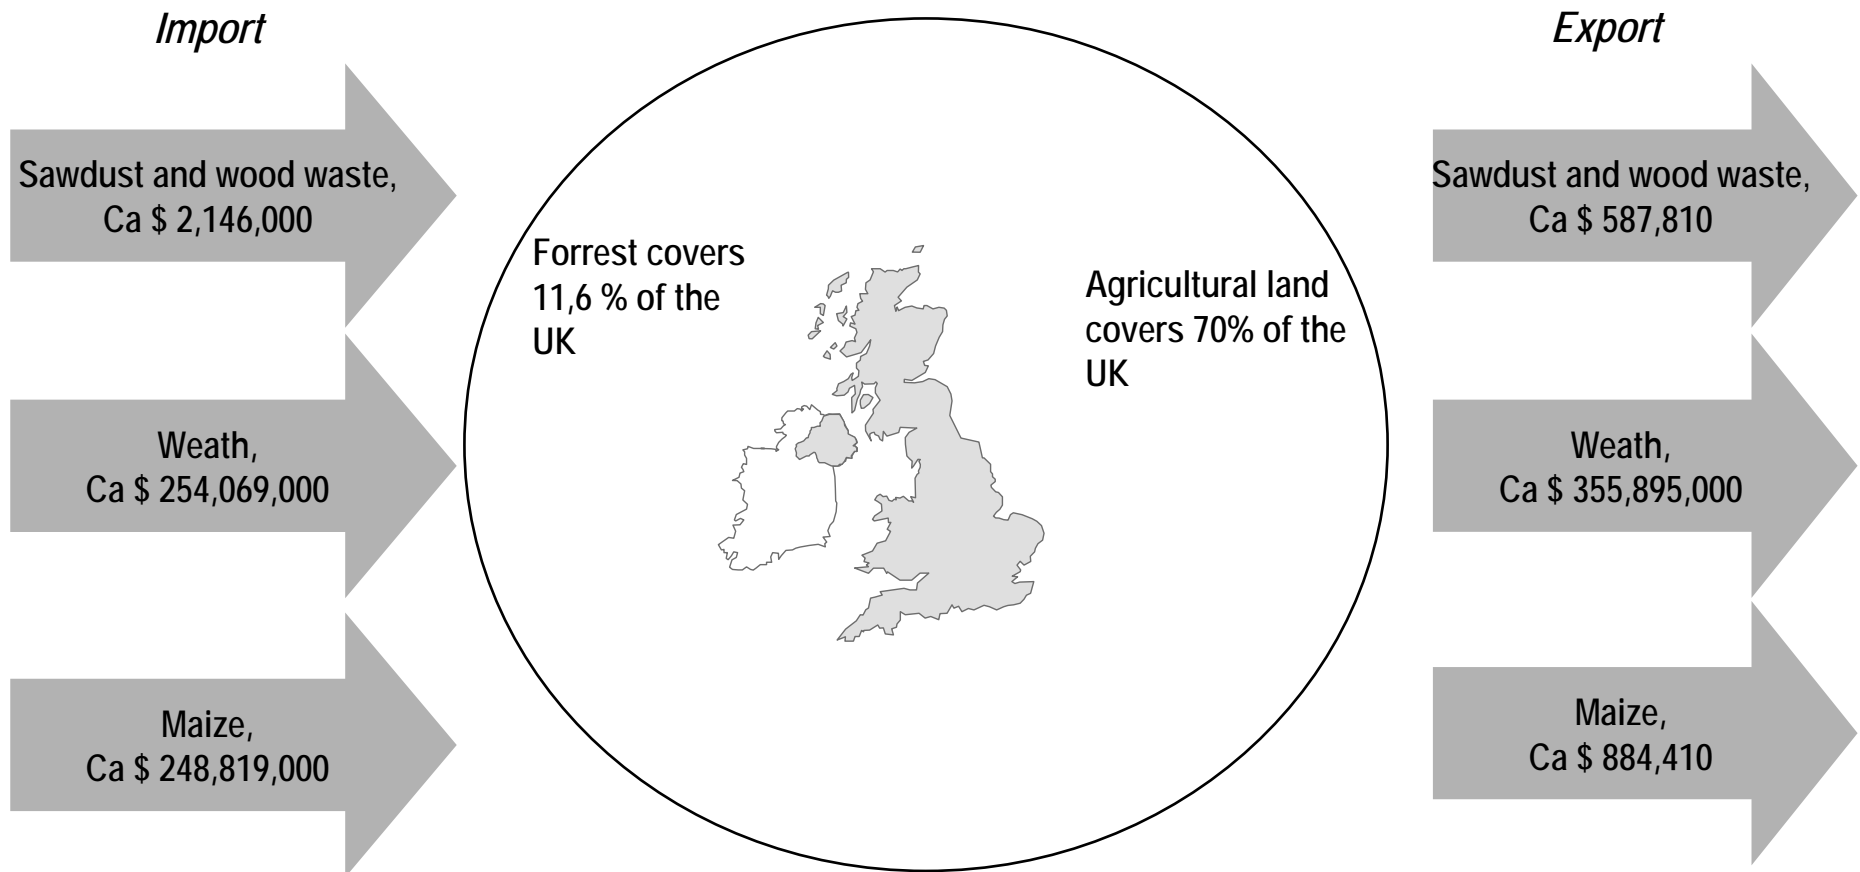 Import
Sawdust and wood waste,
Ca $ 2,146,000
Weath,
Ca $ 254,069,000
Maize,
Ca $ 248,819,000
Forrest covers
11,6 % of the
UK
Agricultural land
covers 70% of the
UK
Export
Sawdust and wood waste,
Ca $ 587,810
Weath,
Ca $ 355,895,000
Maize,
Ca $ 884,410